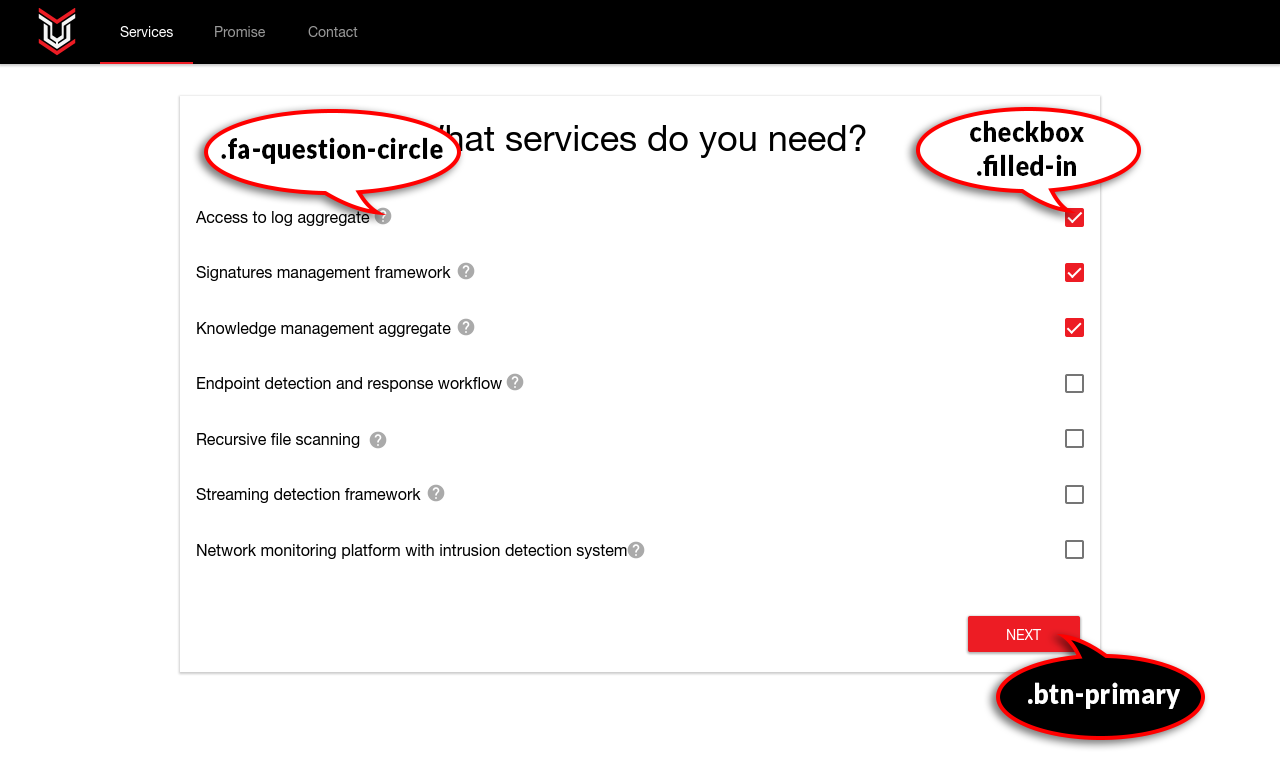 Services
Promise
Contact
.fa-question-circle
hat services do you need?
checkbox
.filled-in
Access to log aggregate ?
Signatures management framework ?
Knowledge management aggregate ?
Endpoint detection and response workflow ?
Recursive file scanning ?
Streaming detection framework ?
Network monitoring platform with intrusion detection system ?
NEXT
.btn-primary